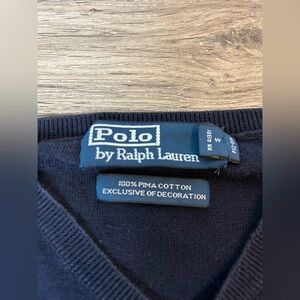 Polo
by Ralph Lauren
M
100% PIMA COTTON
EXCLUSIVE OF DECORATION